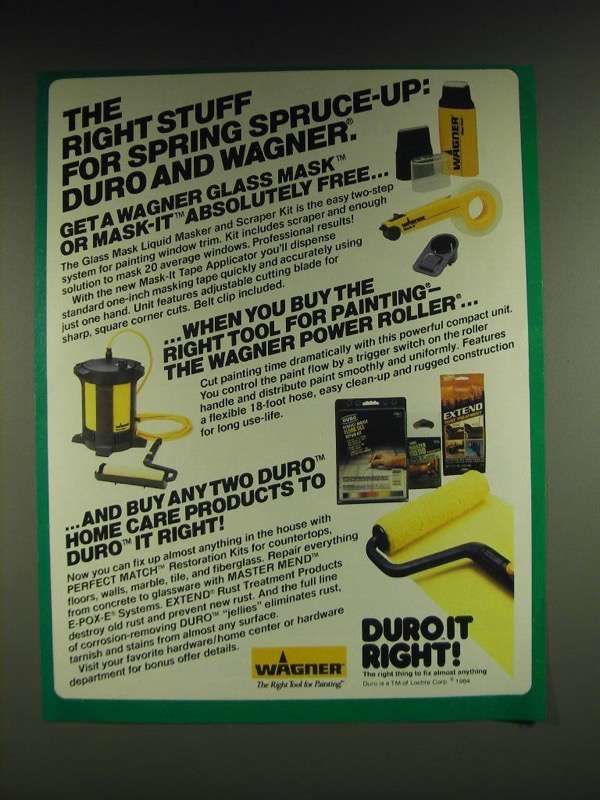 THE
RIGHT STUFF
FOR SPRING SPRUCE-UP:
DURO AND WAGNER.®
GET A WAGNER GLASS MASK™
OR MASK-IT™ ABSOLUTELY FREE...
The Glass Mask Liquid Masker and Scraper Kit is the easy two-step
system for painting window trim. Kit includes scraper and enough
solution to mask 20 average windows. Professional results!
With the new Mask-It Tape Applicator you'll dispense
standard one-inch masking tape quickly and accurately using
just one hand. Unit features adjustable cutting blade for
sharp, square corner cuts. Belt clip included.
WAGNER
WAGNER
...WHEN YOU BUY THE
RIGHT TOOL FOR PAINTING–
THE WAGNER POWER ROLLER®...
Cut painting time dramatically with this powerful compact unit.
You control the paint flow by a trigger switch on the roller
handle and distribute paint smoothly and uniformly. Features
a flexible 18-foot hose, easy clean-up and rugged construction
for long use-life.
DURO
EXTEND
...AND BUY ANY TWO DURO™
HOME CARE PRODUCTS TO
DURO™ IT RIGHT!
Now you can fix up almost anything in the house with
PERFECT MATCH™ Restoration Kits for countertops,
floors, walls, marble, tile, and fiberglass. Repair everything
from concrete to glassware with MASTER MEND™
E-POX-E® Systems. EXTEND® Rust Treatment Products
destroy old rust and prevent new rust. And the full line
of corrosion-removing DURO™ "jellies" eliminates rust,
tarnish and stains from almost any surface.
Visit your favorite hardware/home center or hardware
department for bonus offer details.
WAGNER
The Right Tool for Painting.
DURO IT
RIGHT!
The right thing to fix almost anything
Duro is a TM of Loctite Corp. © 1984